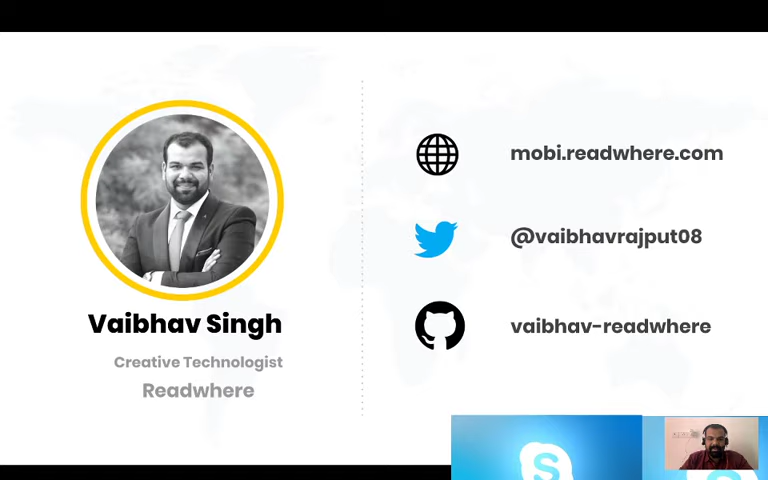 Vaibhav Singh
Creative Technologist
Readwhere
mobi.readwhere.com
@vaibhavrajput08
vaibhav-readwhere